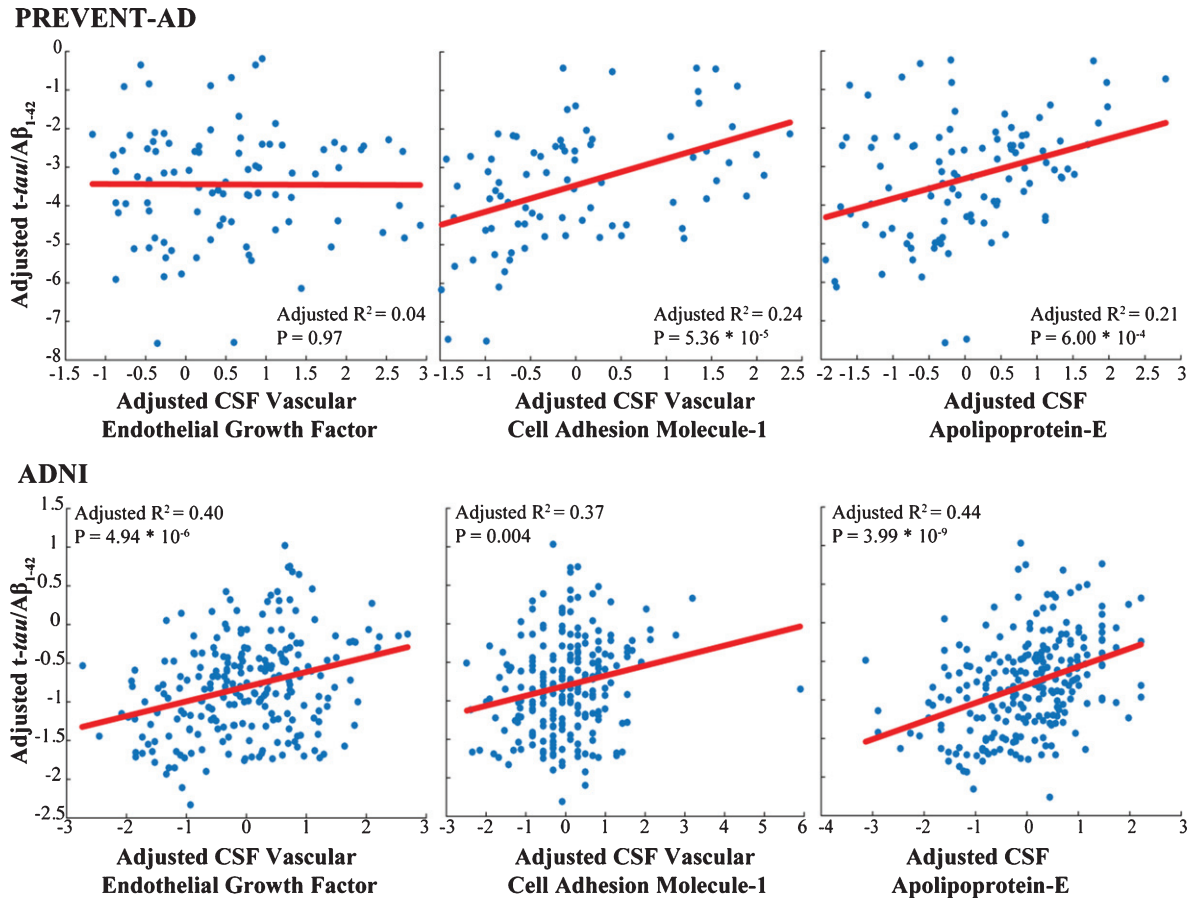 PREVENT-AD
Adjusted t-tau/Aβ₁₋₄₂
0
-1
-2
-3
-4
-5
-6
-7
-8
Adjusted R² = 0.04
P = 0.97
-1.5 -1 -0.5 0 0.5 1 1.5 2 2.5 3
Adjusted CSF Vascular
Endothelial Growth Factor
Adjusted R² = 0.24
P = 5.36 * 10⁻⁵
-1.5 -1 -0.5 0 0.5 1 1.5 2 2.5
Adjusted CSF Vascular
Cell Adhesion Molecule-1
Adjusted R² = 0.21
P = 6.00 * 10⁻⁴
-2 -1.5 -1 -0.5 0 0.5 1 1.5 2 2.5 3
Adjusted CSF
Apolipoprotein-E
ADNI
Adjusted t-tau/Aβ₁₋₄₂
1.5
1
0.5
0
-0.5
-1
-1.5
-2
-2.5
Adjusted R² = 0.40
P = 4.94 * 10⁻⁶
-3 -2 -1 0 1 2 3
Adjusted CSF Vascular
Endothelial Growth Factor
Adjusted R² = 0.37
P = 0.004
-3 -2 -1 0 1 2 3 4 5 6
Adjusted CSF Vascular
Cell Adhesion Molecule-1
Adjusted R² = 0.44
P = 3.99 * 10⁻⁹
-4 -3 -2 -1 0 1 2 3
Adjusted CSF
Apolipoprotein-E